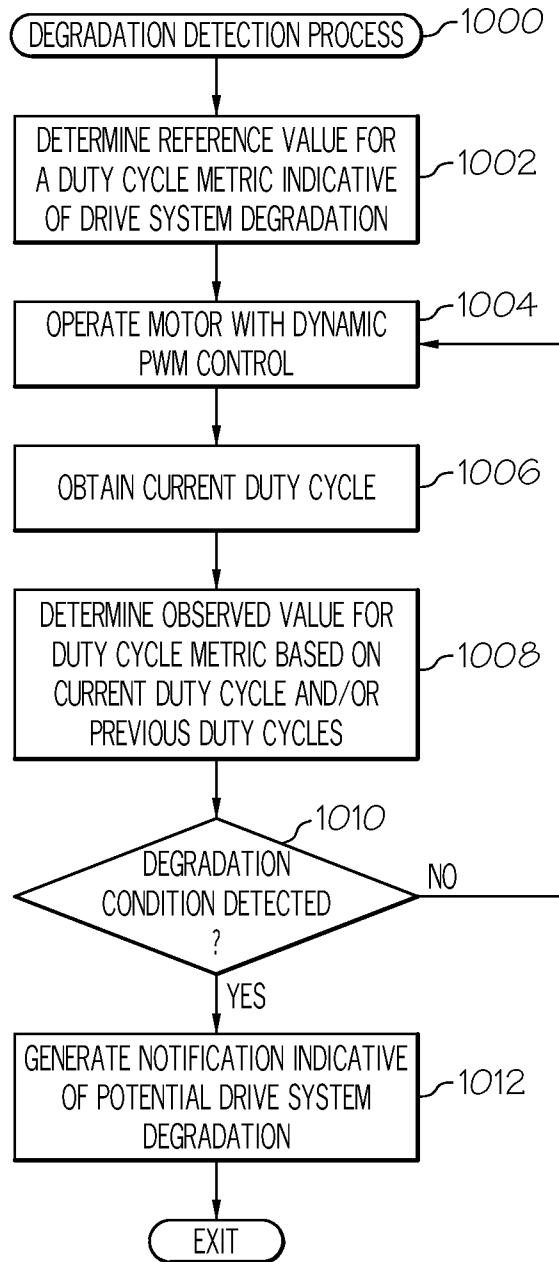 DEGRADATION DETECTION PROCESS
1000
DETERMINE REFERENCE VALUE FOR
A DUTY CYCLE METRIC INDICATIVE
OF DRIVE SYSTEM DEGRADATION
1002
OPERATE MOTOR WITH DYNAMIC
PWM CONTROL
1004
OBTAIN CURRENT DUTY CYCLE
1006
DETERMINE OBSERVED VALUE FOR
DUTY CYCLE METRIC BASED ON
CURRENT DUTY CYCLE AND/OR
PREVIOUS DUTY CYCLES
1008
1010
DEGRADATION
CONDITION DETECTED
?
NO
YES
GENERATE NOTIFICATION INDICATIVE
OF POTENTIAL DRIVE SYSTEM
DEGRADATION
1012
EXIT